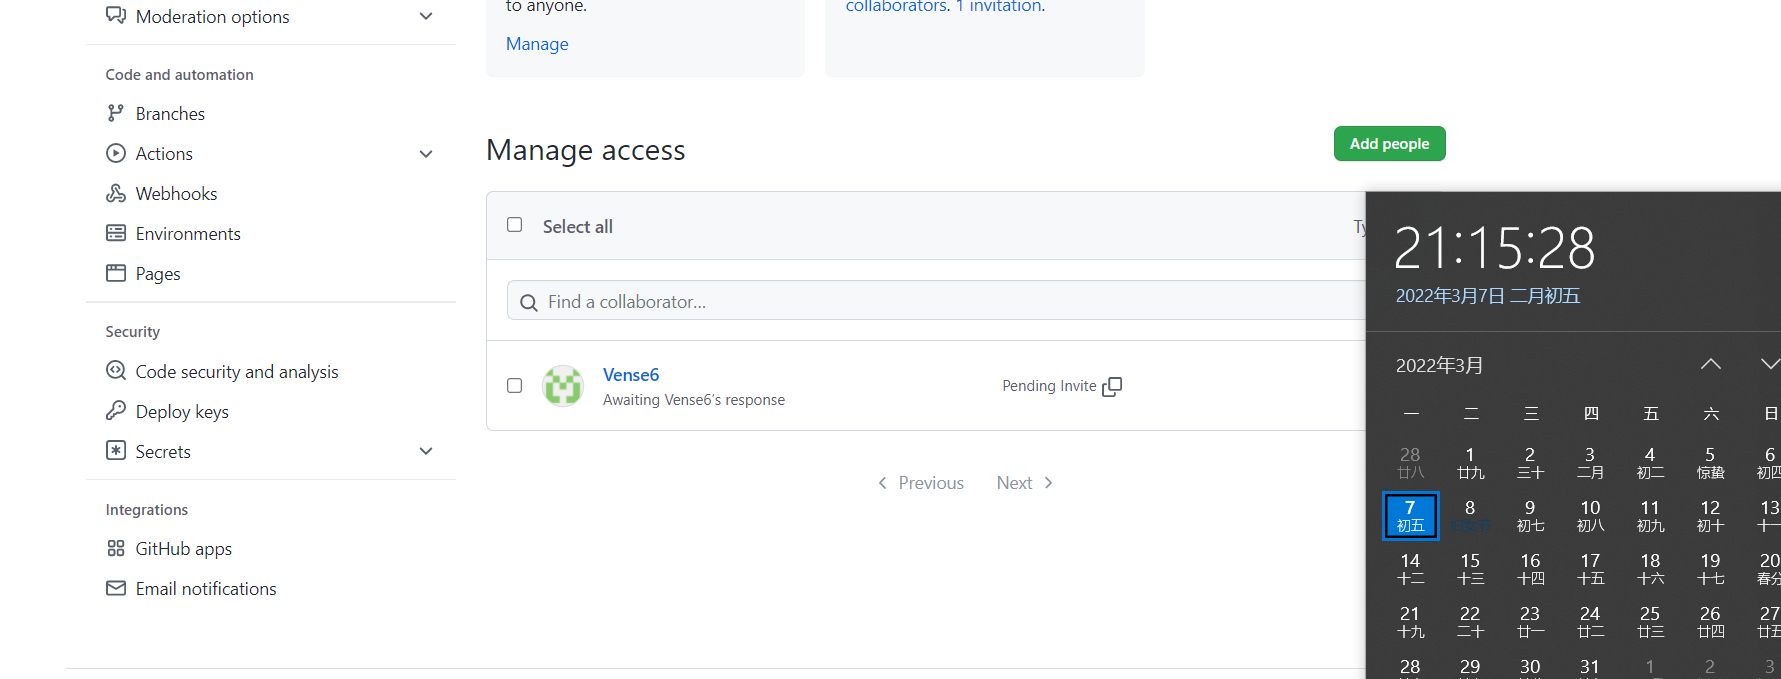 Moderation options
to anyone.
collaborators. 1 invitation.
Manage
Code and automation
Branches
Actions
Webhooks
Environments
Pages
Security
Code security and analysis
Deploy keys
Secrets
Integrations
GitHub apps
Email notifications
Manage access
Add people
Select all
Ty
Find a collaborator...
Vense6
Awaiting Vense6's response
Pending Invite
Previous
Next
21:15:28
2022年3月7日 二月初五
2022年3月
一 二 三 四 五 六 日
28 1 2 3 4 5 6
廿八 廿九 三十 二月 初二 惊蛰 初四
7 8 9 10 11 12 13
初五 初七 初八 初九 初十 十一
14 15 16 17 18 19 20
十二 十三 十四 十五 十六 十七 春分
21 22 23 24 25 26 27
十九 二十 廿一 廿二 廿三 廿四 廿五
28 29 30 31 1 2 3